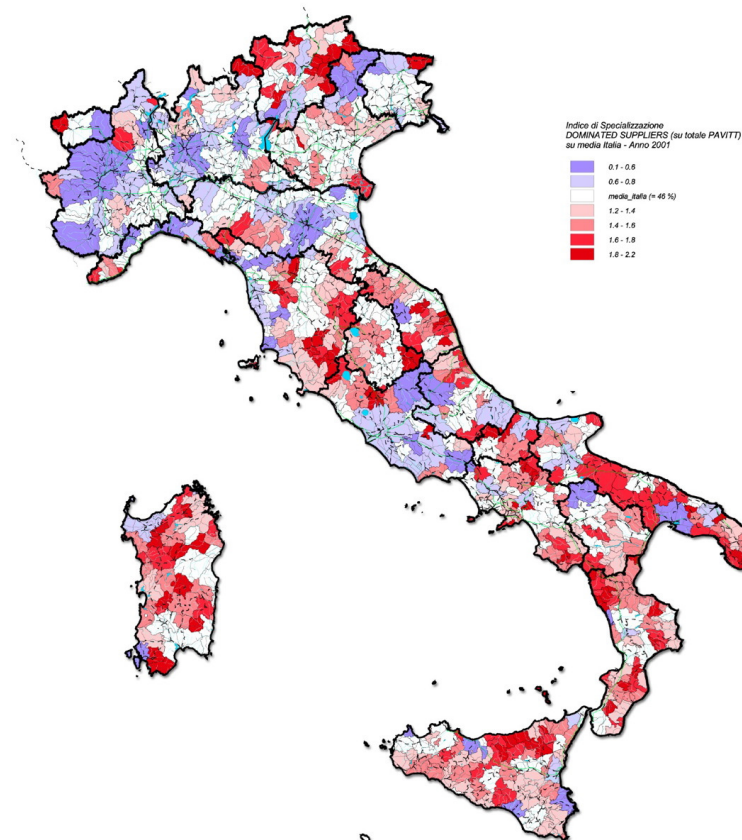 Indice di Specializzazione
DOMINATED SUPPLIERS (su totale PAVITT)
su media Italia - Anno 2001
0.1 - 0.6
0.6 - 0.8
media_italia (= 46 %)
1.2 - 1.4
1.4 - 1.6
1.6 - 1.8
1.8 - 2.2